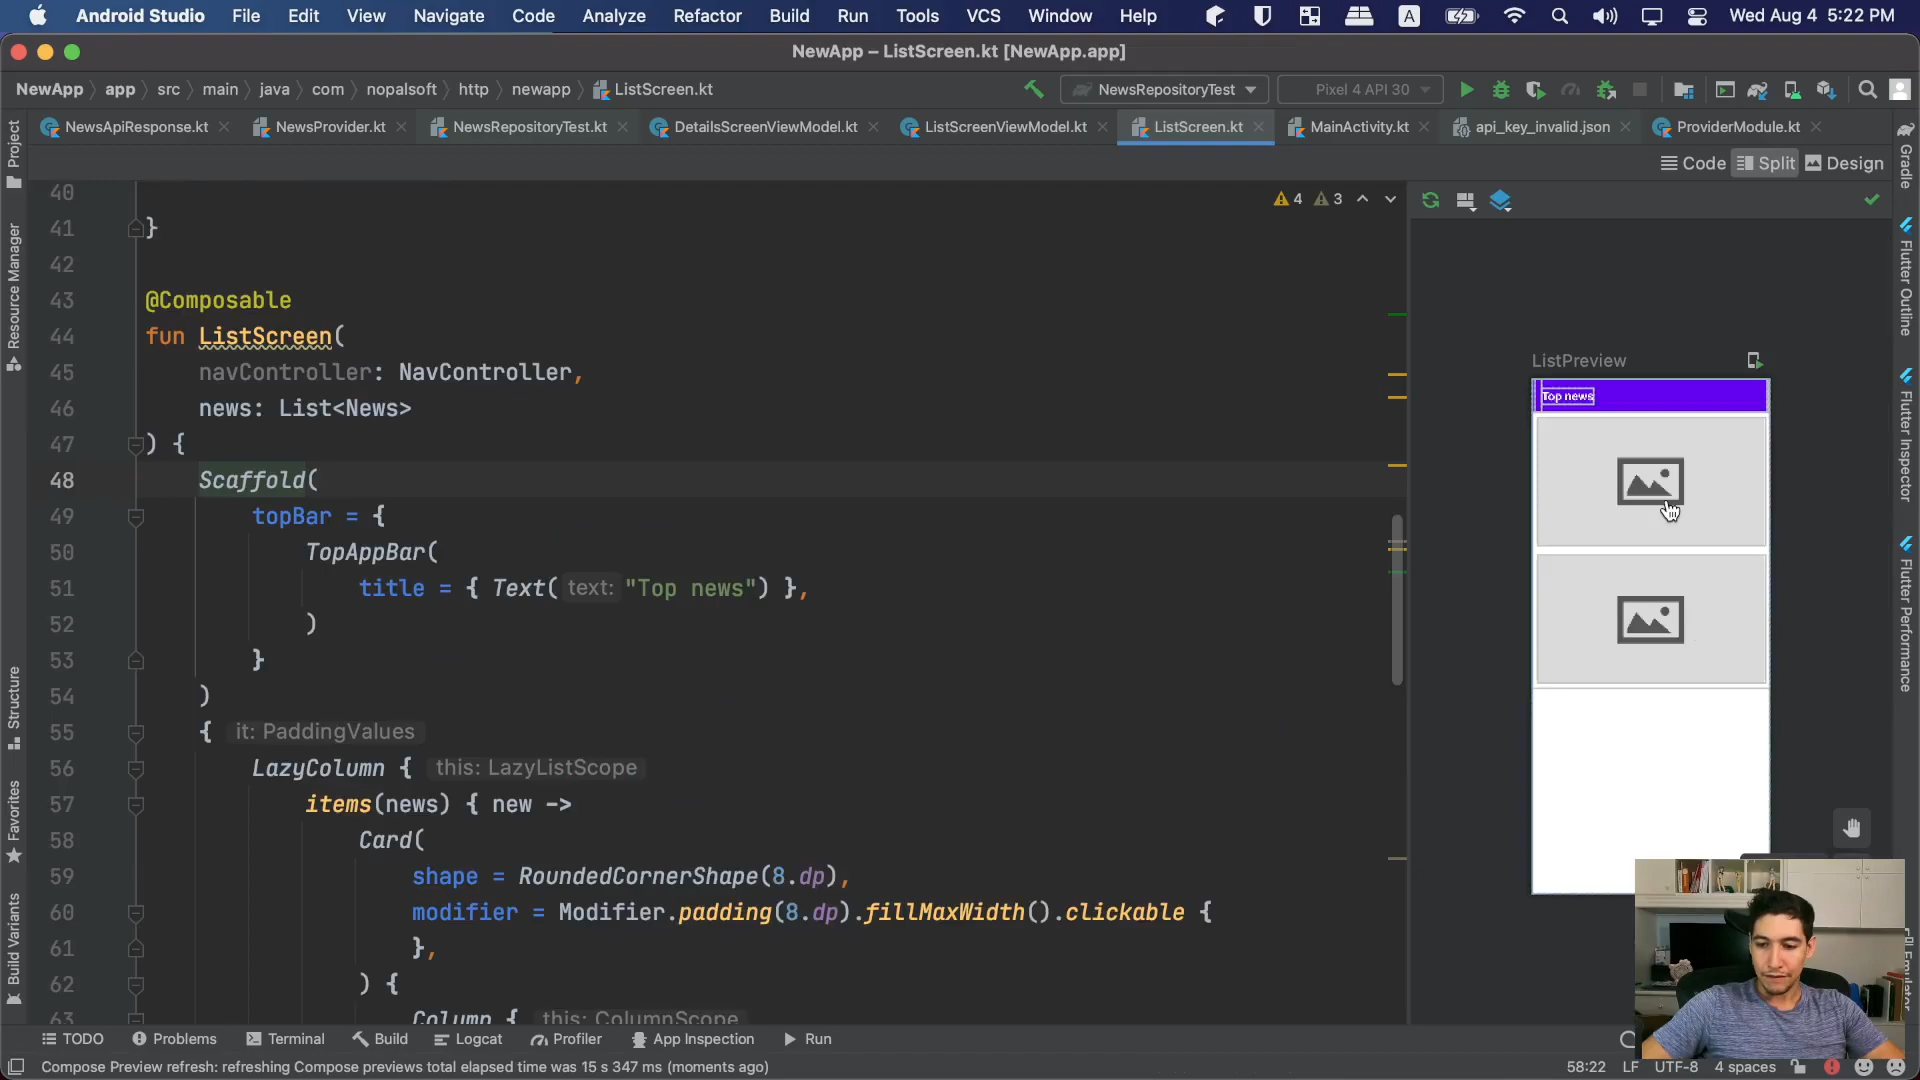 Android Studio File Edit View Navigate Code Analyze Refactor Build Run Tools VCS Window Help A Wed Aug 4 5:22 PM
NewApp – ListScreen.kt [NewApp.app]
NewApp app src main java com nopalsoft http newapp ListScreen.kt NewsRepositoryTest Pixel 4 API 30
NewsApiResponse.kt NewsProvider.kt NewsRepositoryTest.kt DetailsScreenViewModel.kt ListScreenViewModel.kt ListScreen.kt MainActivity.kt api_key_invalid.json ProviderModule.kt
Code Split Design
4 3
40
41 }
42
43 @Composable
44 fun ListScreen(
45 navController: NavController,
46 news: List<News>
47 ) {
48 Scaffold(
49 topBar = {
50 TopAppBar(
51 title = { Text( text: "Top news") },
52 )
53 }
54 )
55 { it: PaddingValues
56 LazyColumn { this: LazyListScope
57 items(news) { new ->
58 Card(
59 shape = RoundedCornerShape(8.dp),
60 modifier = Modifier.padding(8.dp).fillMaxWidth().clickable {
61 },
62 ) {
63 Column { this: ColumnScope
ListPreview
Top news
Project
Resource Manager
Structure
Favorites
Build Variants
Gradle
Flutter Outline
Flutter Inspector
Flutter Performance
Emulator
TODO Problems Terminal Build Logcat Profiler App Inspection Run
Compose Preview refresh: refreshing Compose previews total elapsed time was 15 s 347 ms (moments ago) 58:22 LF UTF-8 4 spaces